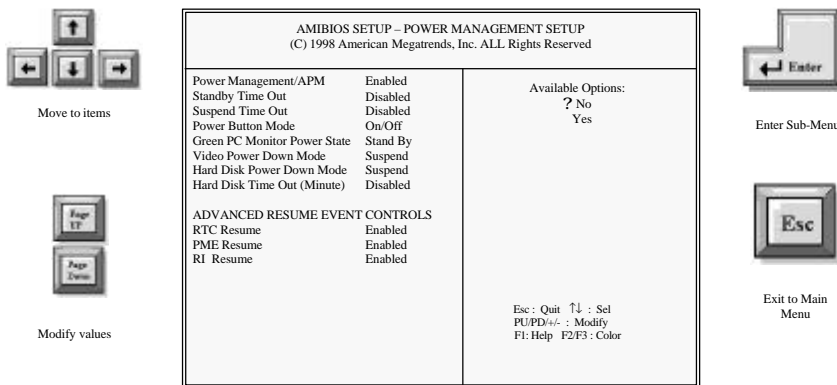 AMIBIOS SETUP – POWER MANAGEMENT SETUP
(C) 1998 American Megatrends, Inc. ALL Rights Reserved
Move to items
Page
UP
Page
Down
Modify values
Power Management/APM Enabled
Standby Time Out Disabled
Suspend Time Out Disabled
Power Button Mode On/Off
Green PC Monitor Power State Stand By
Video Power Down Mode Suspend
Hard Disk Power Down Mode Suspend
Hard Disk Time Out (Minute) Disabled
ADVANCED RESUME EVENT CONTROLS
RTC Resume Enabled
PME Resume Enabled
RI Resume Enabled
Available Options:
? No
Yes
Esc : Quit ↑↓ : Sel
PU/PD/+/- : Modify
F1: Help F2/F3 : Color
Enter
Enter Sub-Menu
Esc
Exit to Main
Menu